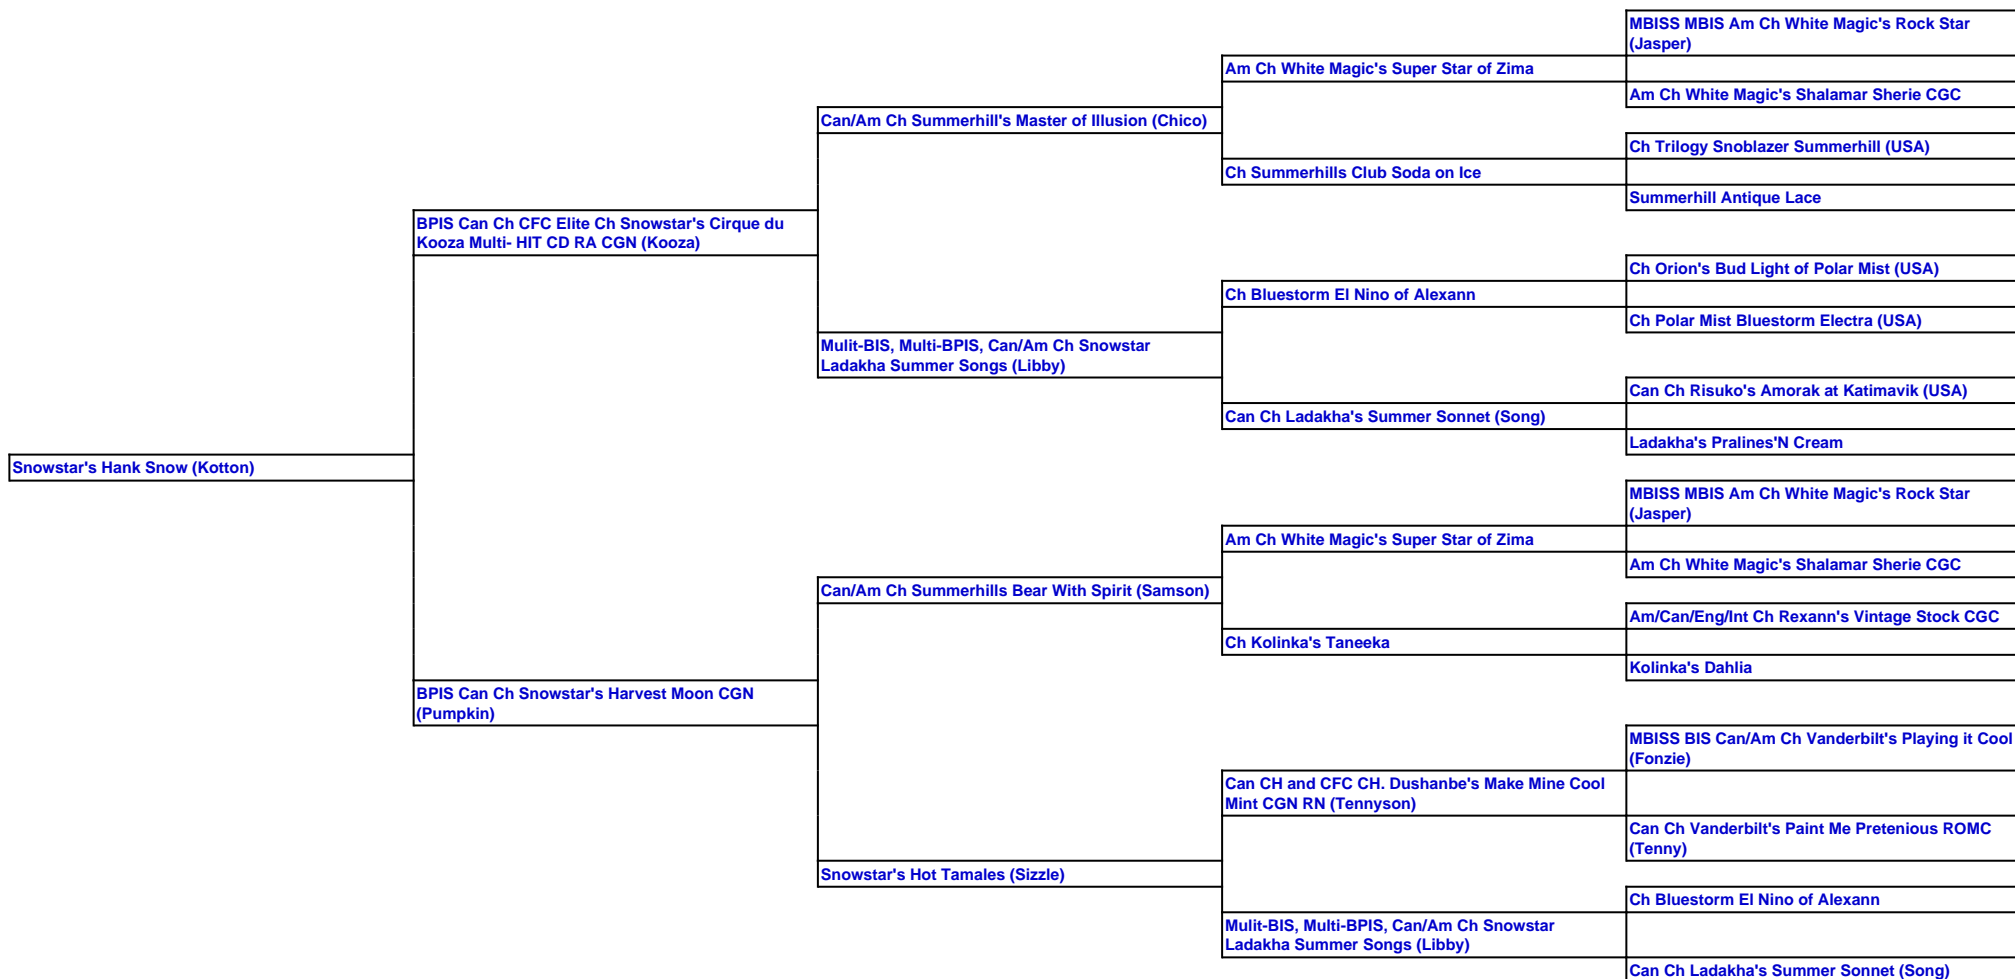 MBISS MBIS Am Ch White Magic's Rock Star
(Jasper)
Am Ch White Magic's Super Star of Zima
Am Ch White Magic's Shalamar Sherie CGC
Can/Am Ch Summerhill's Master of Illusion (Chico)
Ch Trilogy Snoblazer Summerhill (USA)
Ch Summerhills Club Soda on Ice
Summerhill Antique Lace
BPIS Can Ch CFC Elite Ch Snowstar's Cirque du
Kooza Multi- HIT CD RA CGN (Kooza)
Ch Orion's Bud Light of Polar Mist (USA)
Ch Bluestorm El Nino of Alexann
Ch Polar Mist Bluestorm Electra (USA)
Mulit-BIS, Multi-BPIS, Can/Am Ch Snowstar
Ladakha Summer Songs (Libby)
Can Ch Risuko's Amorak at Katimavik (USA)
Can Ch Ladakha's Summer Sonnet (Song)
Ladakha's Pralines'N Cream
Snowstar's Hank Snow (Kotton)
MBISS MBIS Am Ch White Magic's Rock Star
(Jasper)
Am Ch White Magic's Super Star of Zima
Am Ch White Magic's Shalamar Sherie CGC
Can/Am Ch Summerhills Bear With Spirit (Samson)
Am/Can/Eng/Int Ch Rexann's Vintage Stock CGC
Ch Kolinka's Taneeka
Kolinka's Dahlia
BPIS Can Ch Snowstar's Harvest Moon CGN
(Pumpkin)
MBISS BIS Can/Am Ch Vanderbilt's Playing it Cool
(Fonzie)
Can CH and CFC CH. Dushanbe's Make Mine Cool
Mint CGN RN (Tennyson)
Can Ch Vanderbilt's Paint Me Pretenious ROMC
(Tenny)
Snowstar's Hot Tamales (Sizzle)
Ch Bluestorm El Nino of Alexann
Mulit-BIS, Multi-BPIS, Can/Am Ch Snowstar
Ladakha Summer Songs (Libby)
Can Ch Ladakha's Summer Sonnet (Song)